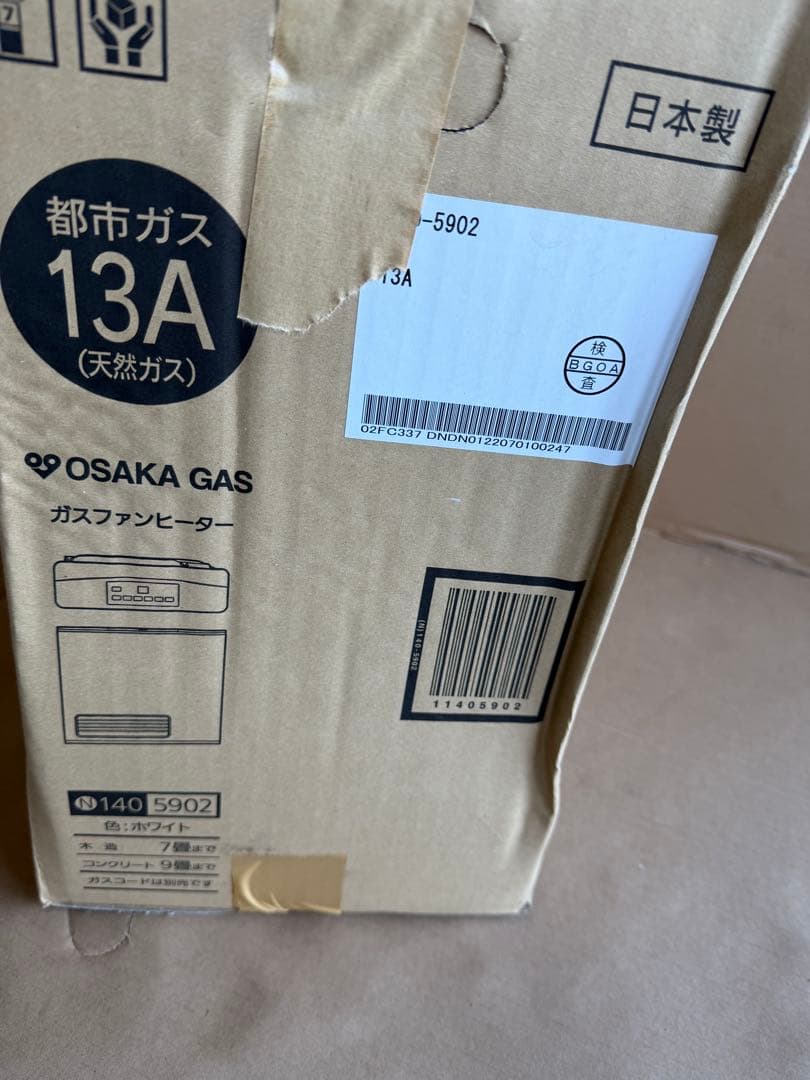 7
日本製
都市ガス
13A
(天然ガス)
-5902
13A
検
BGOA
査
02FC337 DNDN0122070100247
OSAKA GAS
ガスファンヒーター
(N)140-5902
11405902
N 140 5902
色:ホワイト
木造 7畳まで
コンクリート 9畳まで
ガスコードは別売です